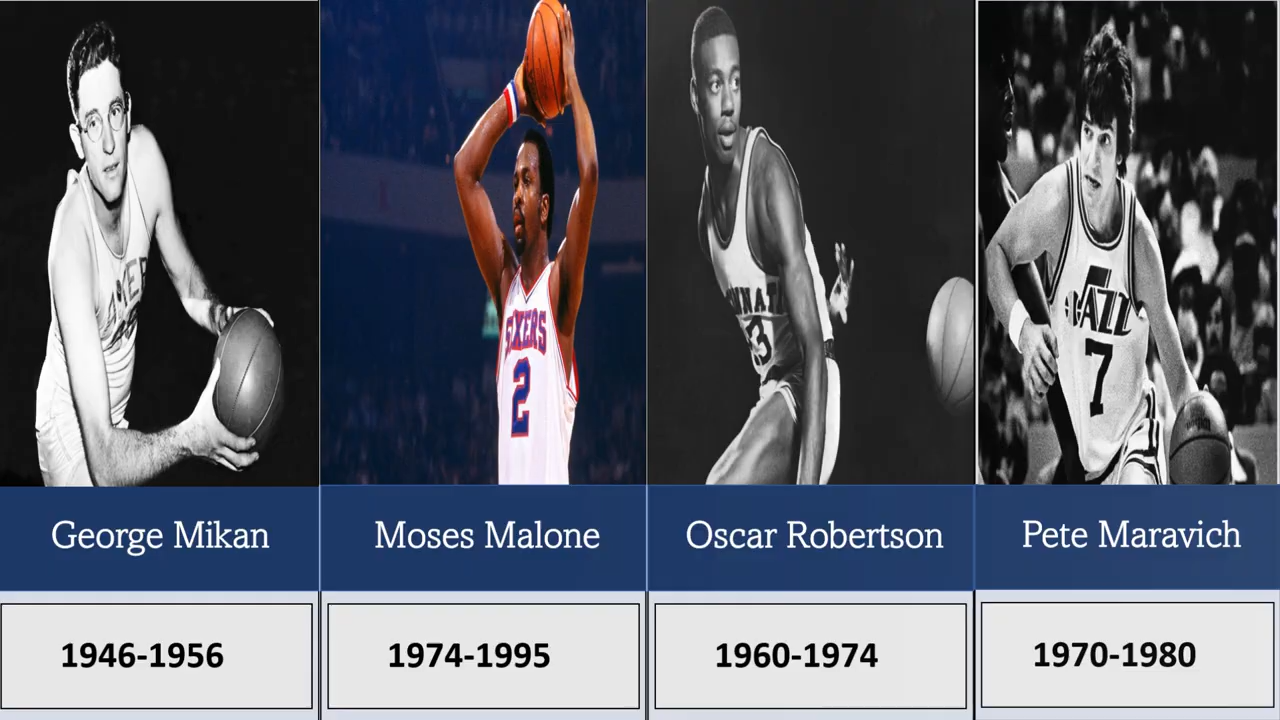 SIXERS
2
JAZZ
7
George Mikan
Moses Malone
Oscar Robertson
Pete Maravich
1946-1956
1974-1995
1960-1974
1970-1980